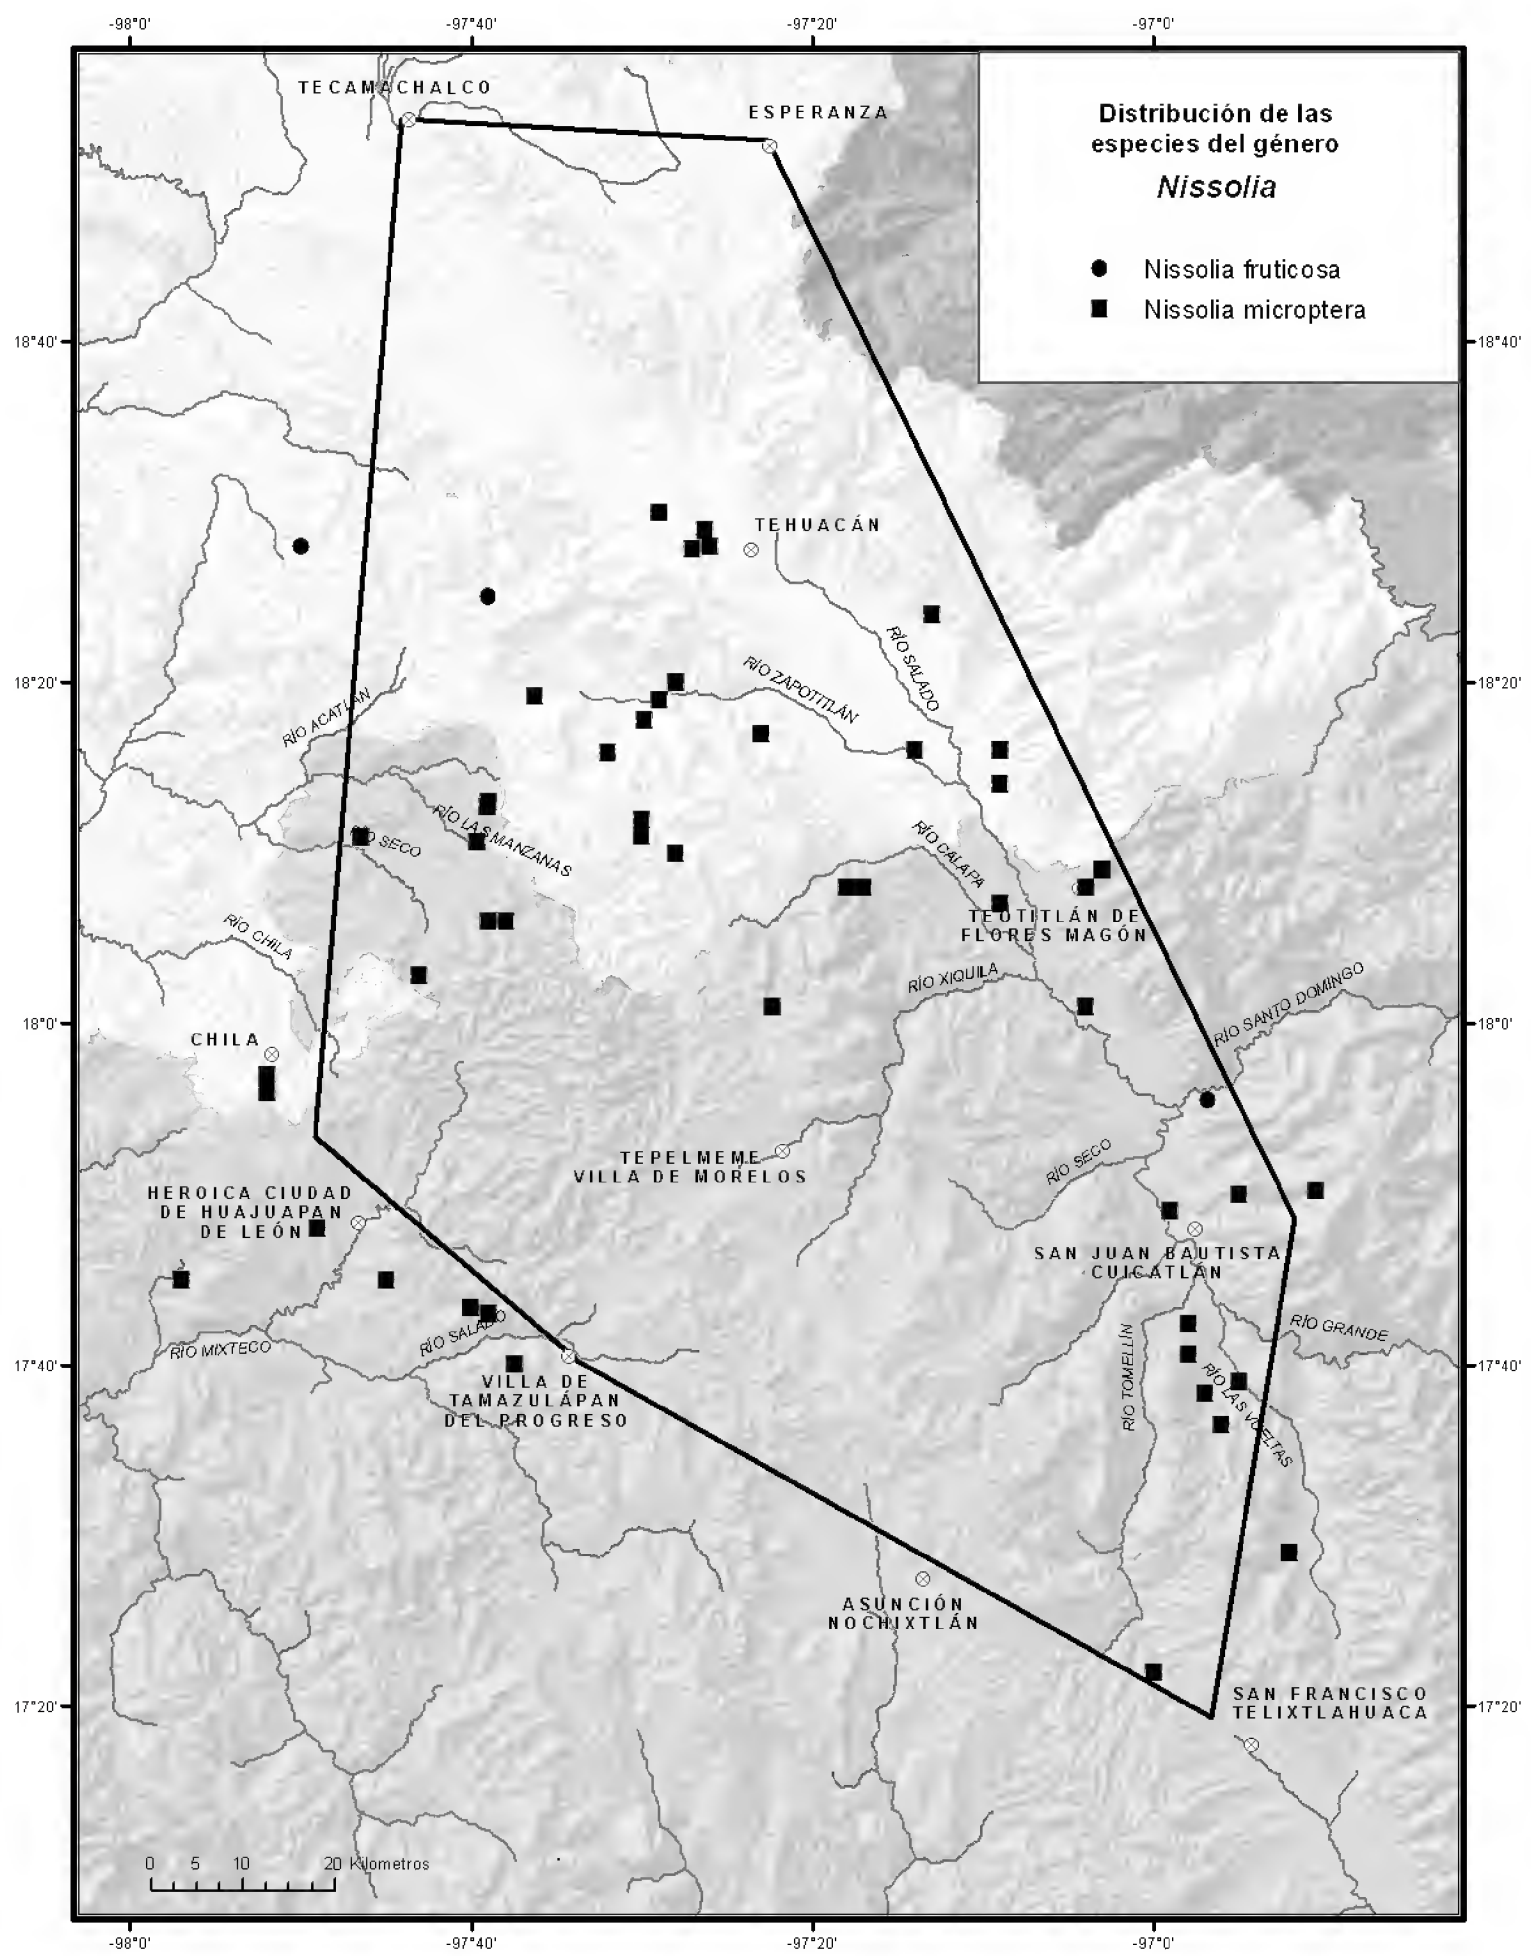 -98°0'
-97°40'
-97°20'
-97°0'
TECAMACHALCO
ESPERANZA
Distribución de las
especies del género
Nissolia
Nissolia fruticosa
Nissolia microptera
18°40'
18°40'
TEHUACÁN
RÍO SALADO
RÍO ZAPOTITLÁN
18°20'
18°20'
RÍO ACATLÁN
RÍO LAS MANZANAS
RÍO SECO
RÍO CALAPA
TEOTITLÁN DE
FLORES MAGÓN
RÍO CHILA
RÍO XIQUILA
RÍO SANTO DOMINGO
18°0'
18°0'
CHILA
TEPELMEME
VILLA DE MORELOS
RÍO SECO
HEROICA CIUDAD
DE HUAJUAPAN
DE LEÓN
SAN JUAN BAUTISTA
CUICATLÁN
RÍO SALADO
RÍO MIXTECO
RÍO GRANDE
17°40'
17°40'
RÍO TOMELLÍN
RÍO LAS VUELTAS
VILLA DE
TAMAZULÁPAN
DEL PROGRESO
ASUNCIÓN
NOCHIXTLÁN
17°20'
17°20'
SAN FRANCISCO
TELIXTLAHUACA
0 5 10 20 Kilometros
-98°0'
-97°40'
-97°20'
-97°0'